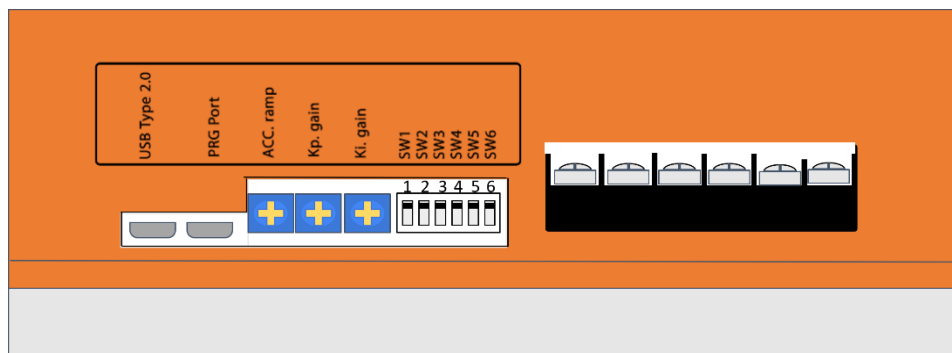 USB Type 2.0
PRG Port
ACC. ramp
Kp. gain
Ki. gain
SW1
SW2
SW3
SW4
SW5
SW6
1 2 3 4 5 6